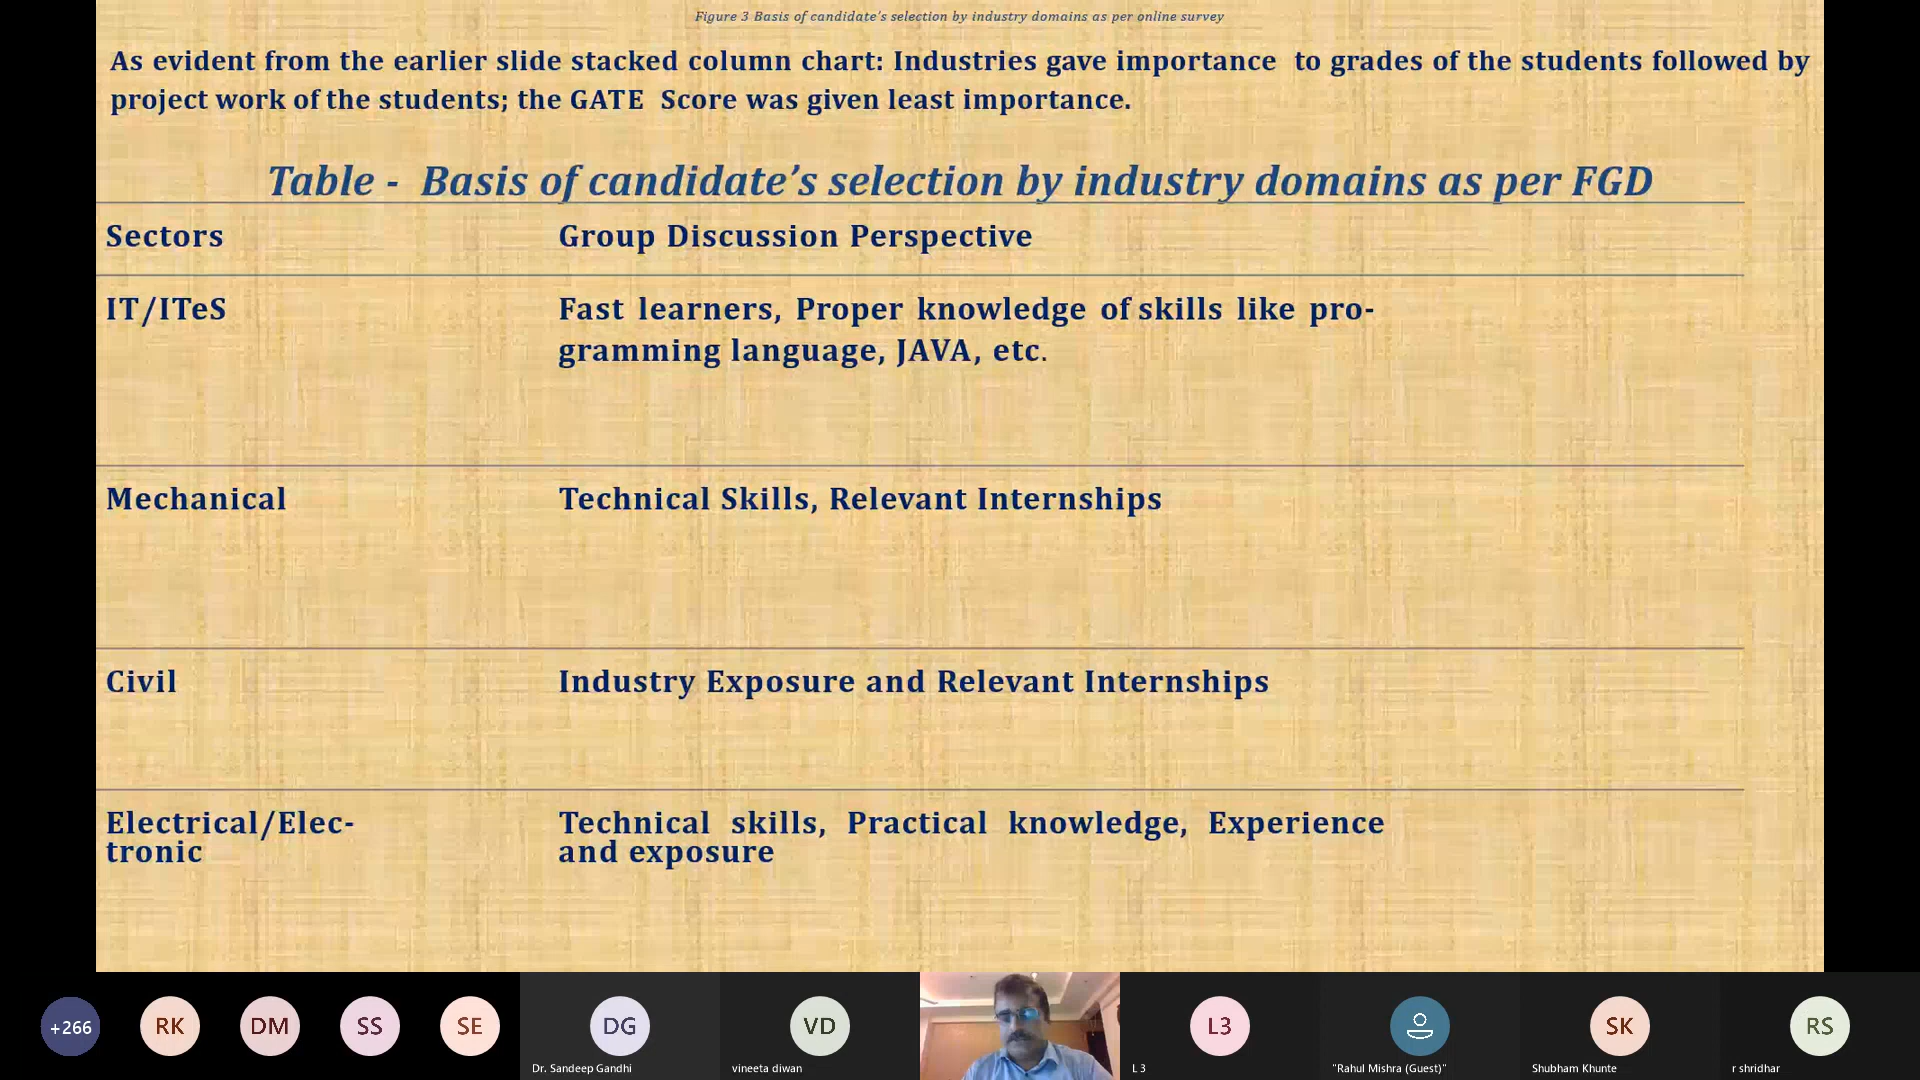 Figure 3 Basis of candidate's selection by industry domains as per online survey
As evident from the earlier slide stacked column chart: Industries gave importance to grades of the students followed by
project work of the students; the GATE Score was given least importance.
Table - Basis of candidate’s selection by industry domains as per FGD
Sectors Group Discussion Perspective
IT/ITeS Fast learners, Proper knowledge of skills like pro-
gramming language, JAVA, etc.
Mechanical Technical Skills, Relevant Internships
Civil Industry Exposure and Relevant Internships
Electrical/Elec- Technical skills, Practical knowledge, Experience
tronic and exposure
+266 RK DM SS SE DG VD L3 SK RS
Dr. Sandeep Gandhi vineeta diwan L 3 "Rahul Mishra (Guest)" Shubham Khunte r shridhar